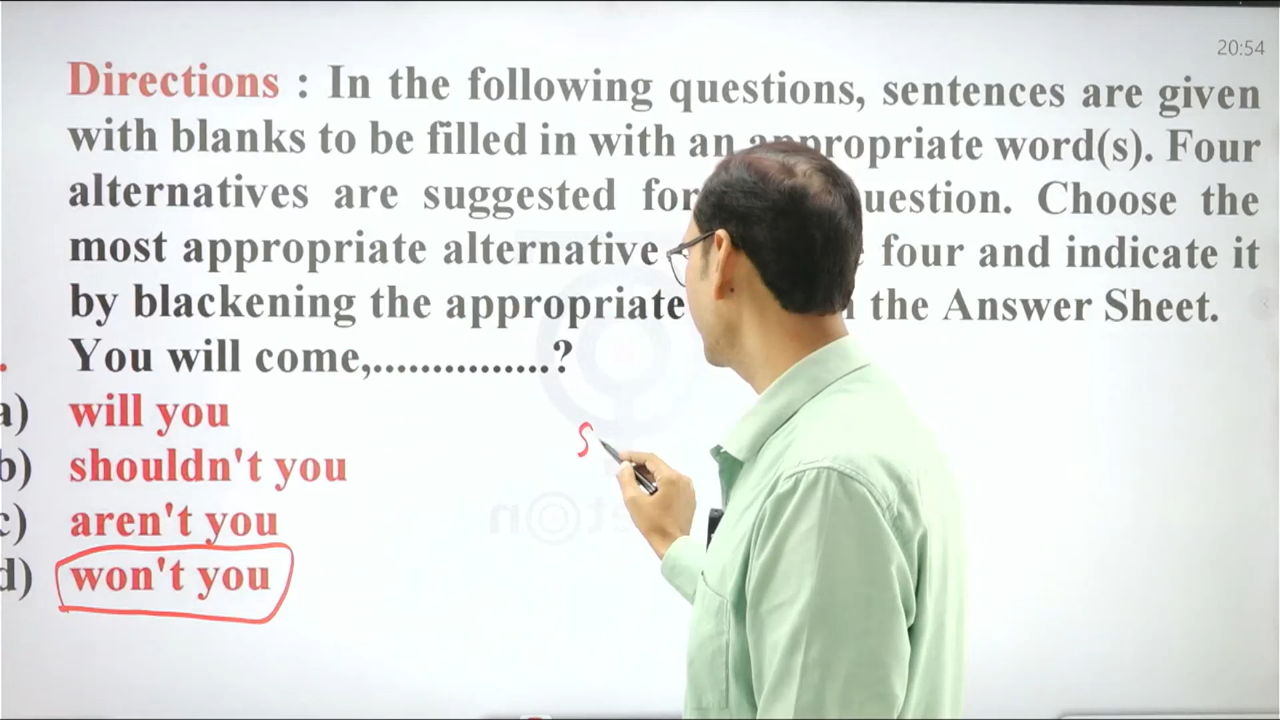 20:54
Directions : In the following questions, sentences are given
with blanks to be filled in with an appropriate word(s). Four
alternatives are suggested for uestion. Choose the
most appropriate alternative four and indicate it
by blackening the appropriate the Answer Sheet.
You will come,...............?
a) will you
b) shouldn't you
c) aren't you
d) won't you
S